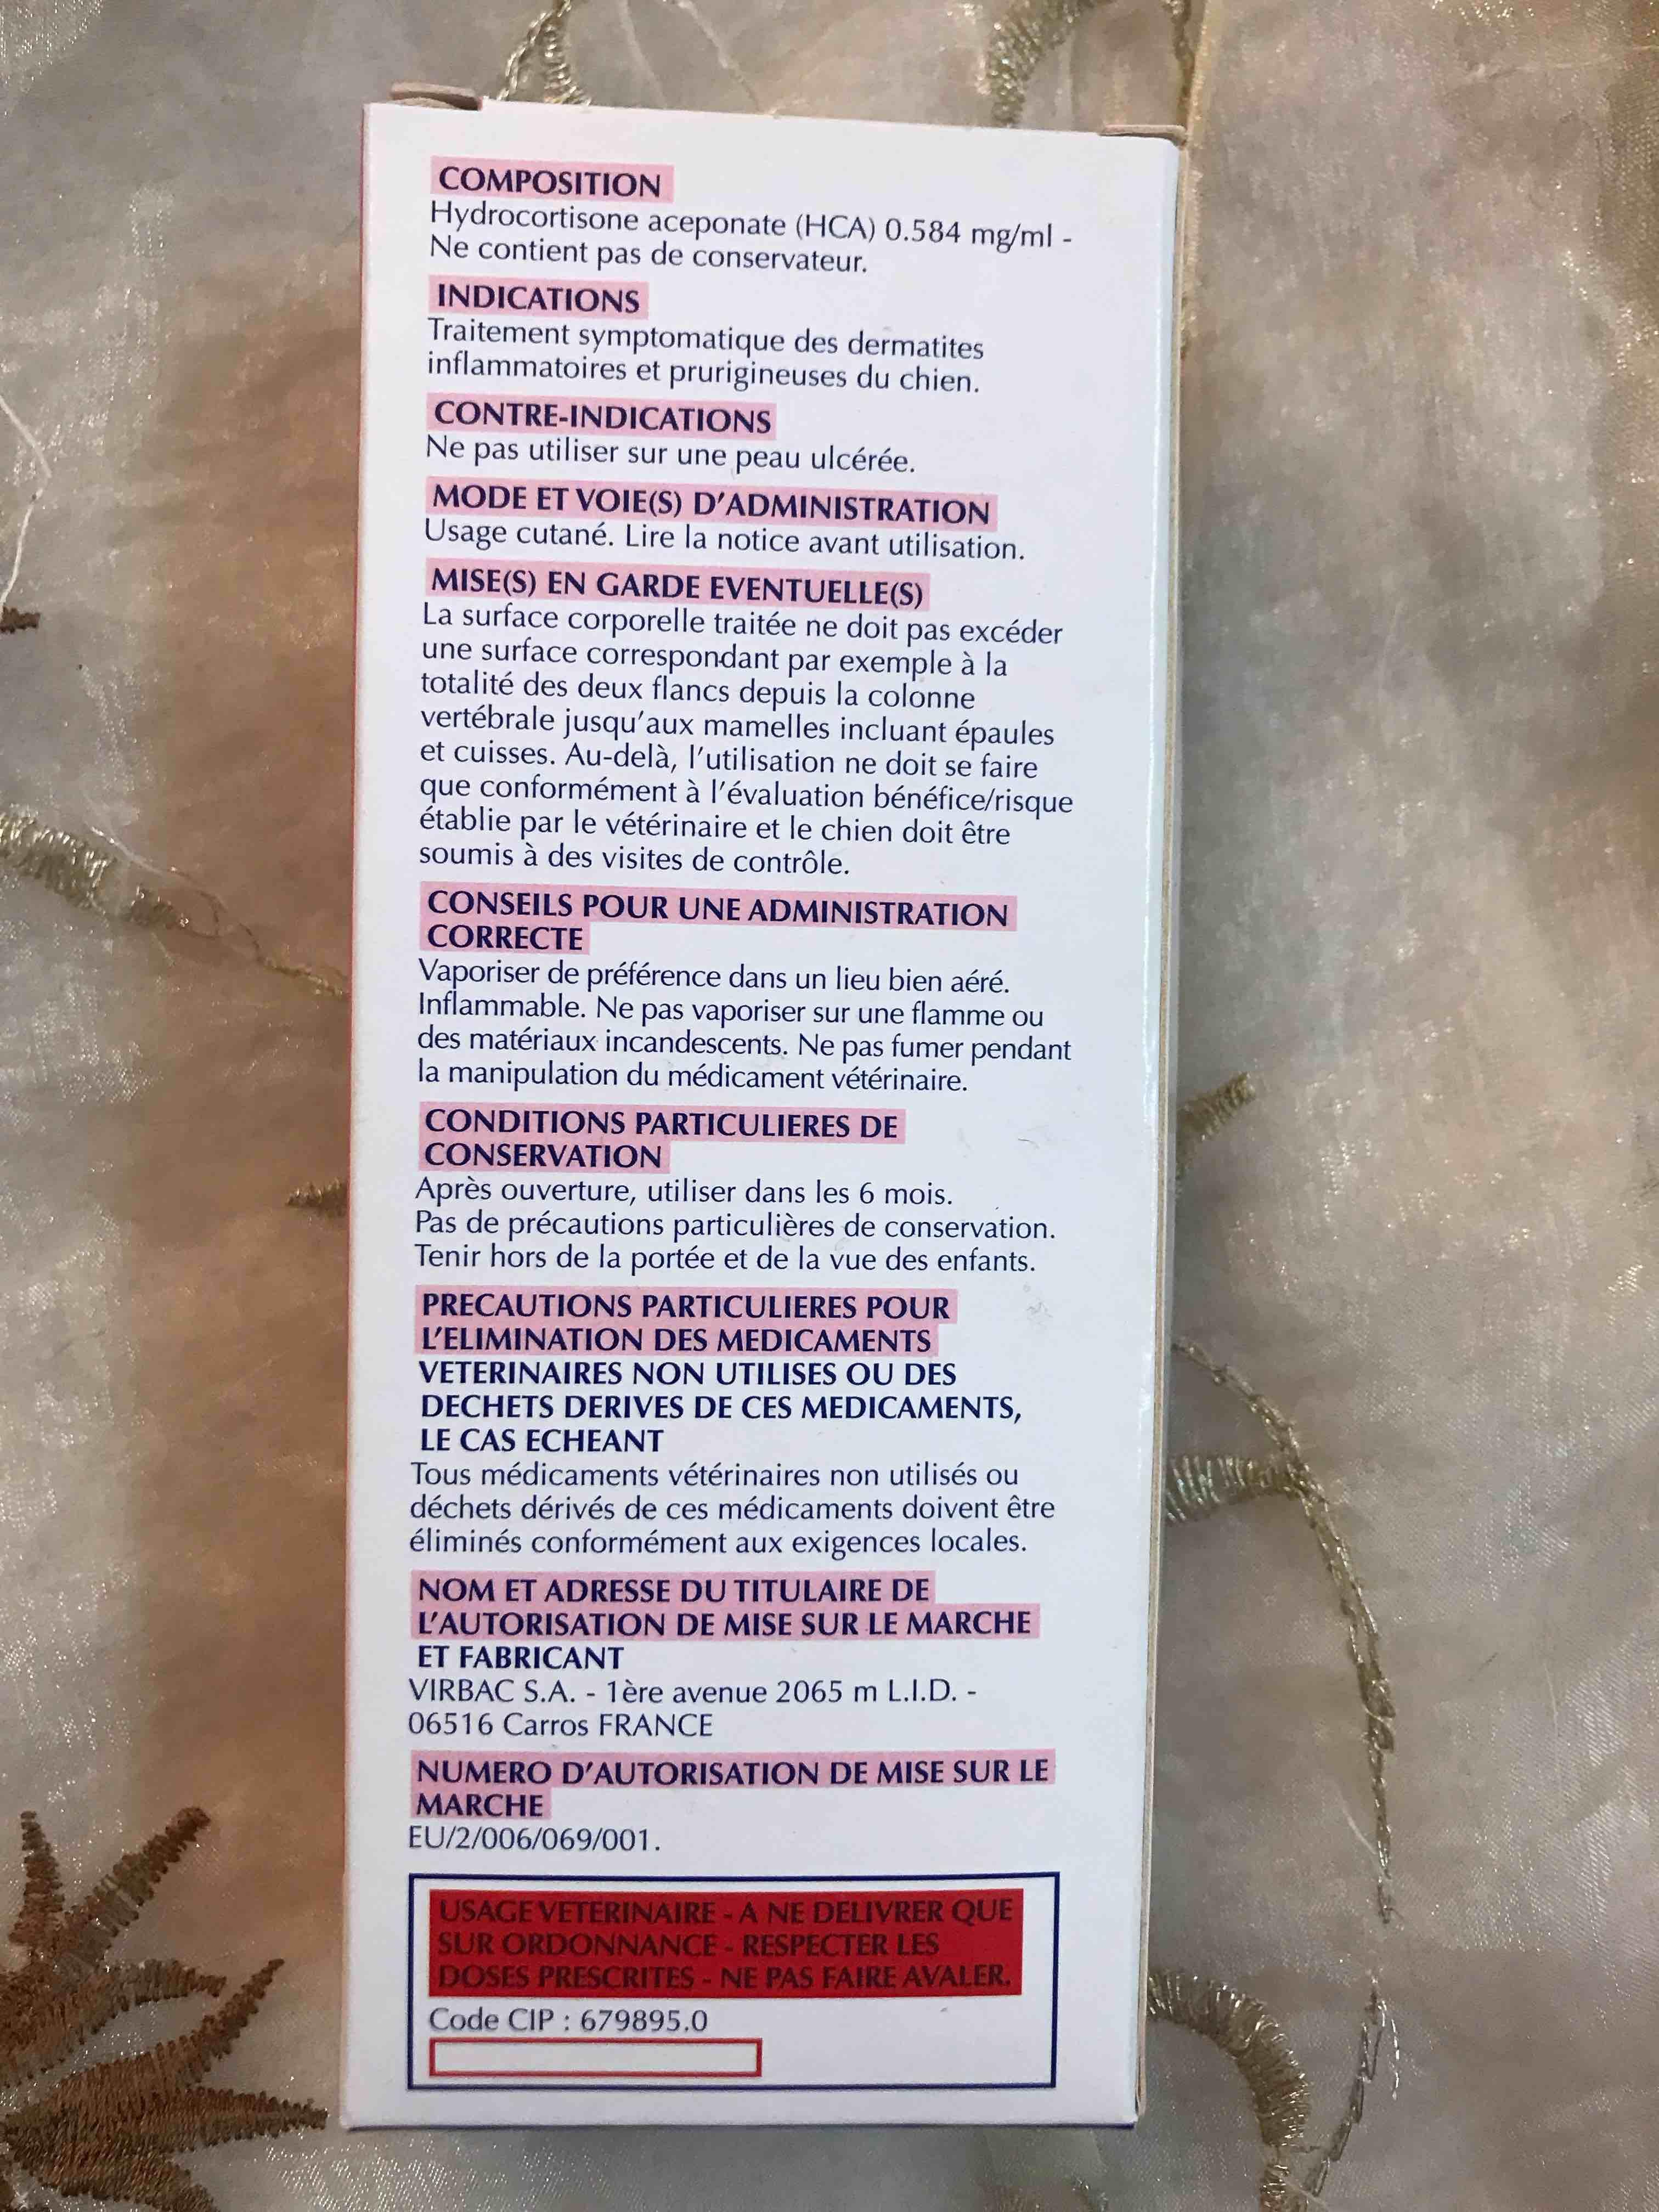 COMPOSITION
Hydrocortisone aceponate (HCA) 0.584 mg/ml -
Ne contient pas de conservateur.
INDICATIONS
Traitement symptomatique des dermatites
inflammatoires et prurigineuses du chien.
CONTRE-INDICATIONS
Ne pas utiliser sur une peau ulcérée.
MODE ET VOIE(S) D'ADMINISTRATION
Usage cutané. Lire la notice avant utilisation.
MISE(S) EN GARDE EVENTUELLE(S)
La surface corporelle traitée ne doit pas excéder
une surface correspondant par exemple à la
totalité des deux flancs depuis la colonne
vertébrale jusqu'aux mamelles incluant épaules
et cuisses. Au-delà, l'utilisation ne doit se faire
que conformément à l'évaluation bénéfice/risque
établie par le vétérinaire et le chien doit être
soumis à des visites de contrôle.
CONSEILS POUR UNE ADMINISTRATION
CORRECTE
Vaporiser de préférence dans un lieu bien aéré.
Inflammable. Ne pas vaporiser sur une flamme ou
des matériaux incandescents. Ne pas fumer pendant
la manipulation du médicament vétérinaire.
CONDITIONS PARTICULIERES DE
CONSERVATION
Après ouverture, utiliser dans les 6 mois.
Pas de précautions particulières de conservation.
Tenir hors de la portée et de la vue des enfants.
PRECAUTIONS PARTICULIERES POUR
L'ELIMINATION DES MEDICAMENTS
VETERINAIRES NON UTILISES OU DES
DECHETS DERIVES DE CES MEDICAMENTS,
LE CAS ECHEANT
Tous médicaments vétérinaires non utilisés ou
déchets dérivés de ces médicaments doivent être
éliminés conformément aux exigences locales.
NOM ET ADRESSE DU TITULAIRE DE
L'AUTORISATION DE MISE SUR LE MARCHE
ET FABRICANT
VIRBAC S.A. - 1ère avenue 2065 m L.I.D. -
06516 Carros FRANCE
NUMERO D'AUTORISATION DE MISE SUR LE
MARCHE
EU/2/006/069/001.
USAGE VETERINAIRE - A NE DELIVRER QUE
SUR ORDONNANCE - RESPECTER LES
DOSES PRESCRITES - NE PAS FAIRE AVALER.
Code CIP : 679895.0